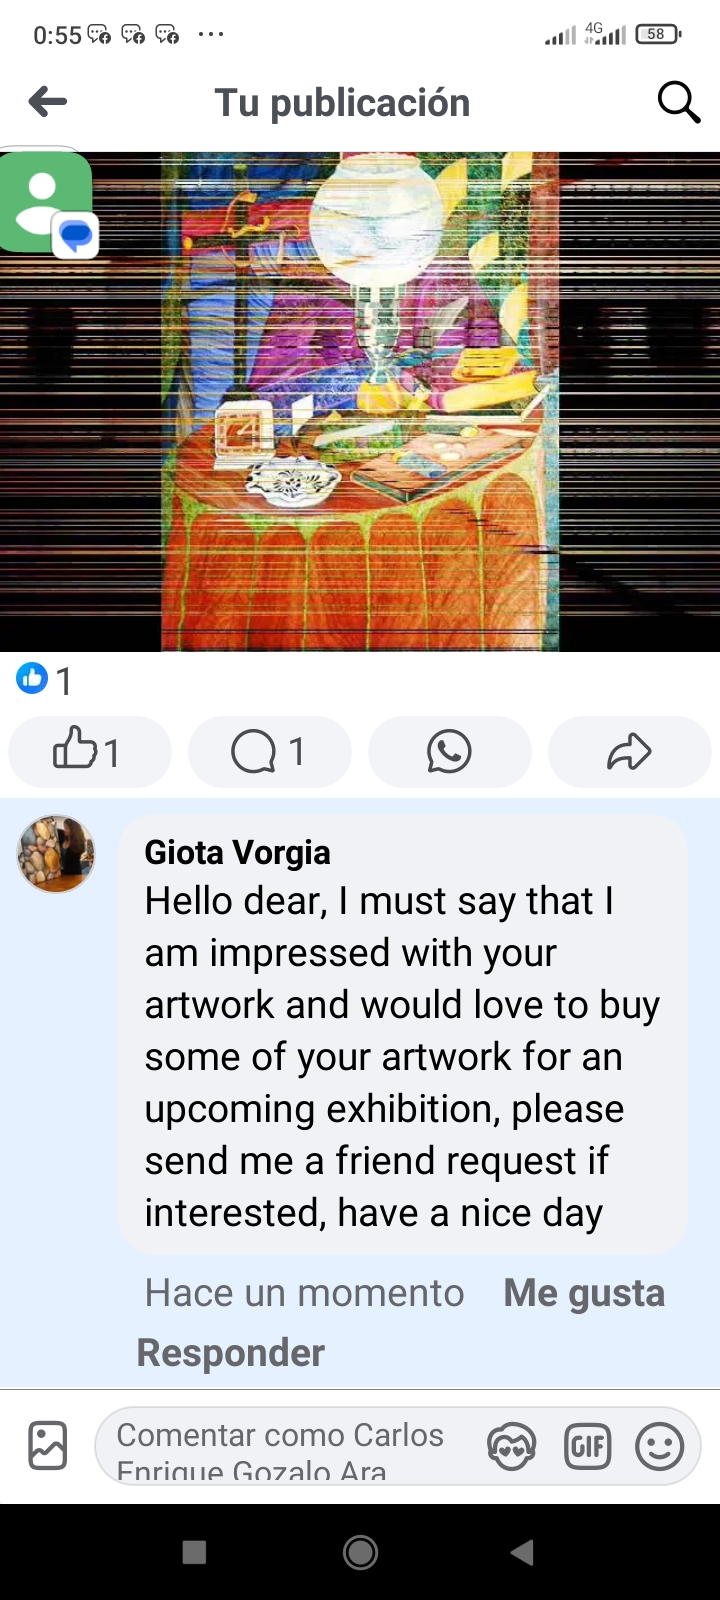 0:55 ... 4G 58
Tu publicación
1
1 1
Giota Vorgia
Hello dear, I must say that I
am impressed with your
artwork and would love to buy
some of your artwork for an
upcoming exhibition, please
send me a friend request if
interested, have a nice day
Hace un momento Me gusta
Responder
Comentar como Carlos
Enrique Gozalo Ara
GIF